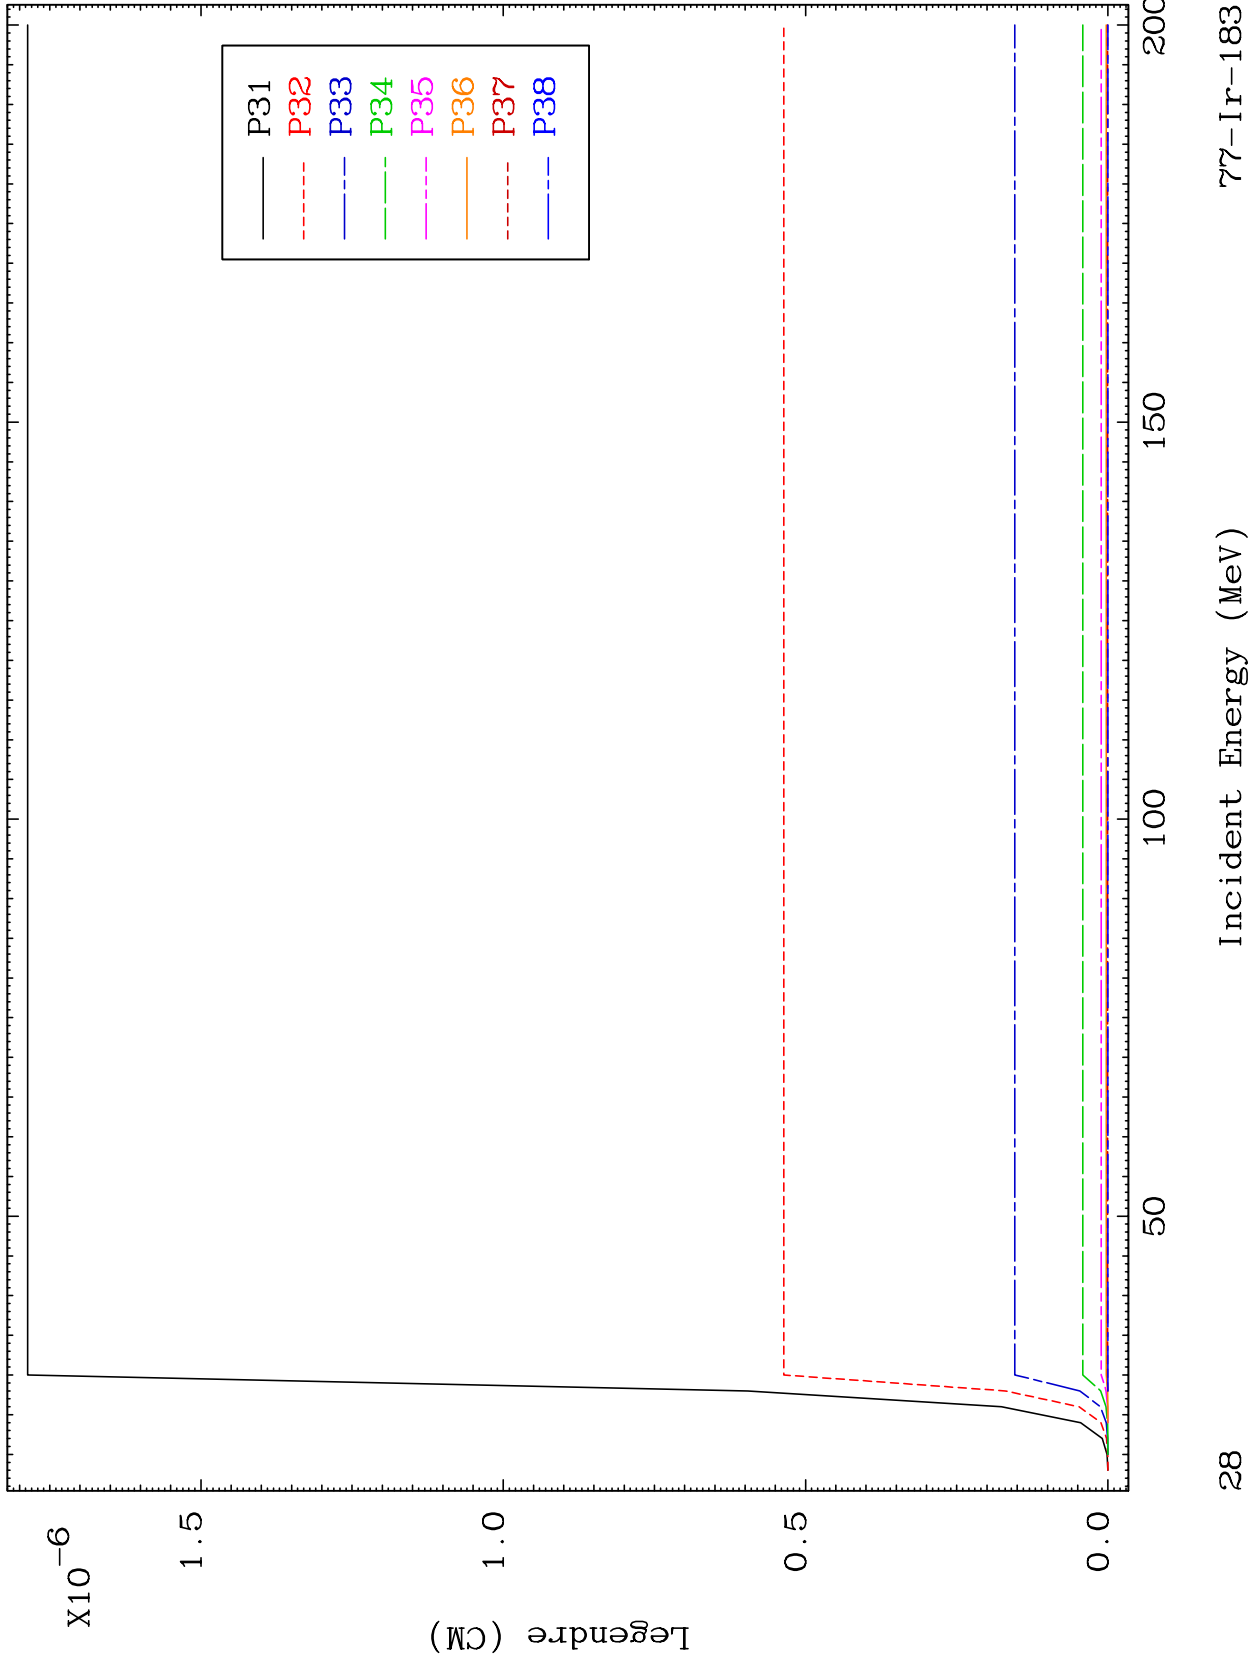 X10-6
1.5
1.0
0.5
0.0
Legendre (CM)
P31
P32
P33
P34
P35
P36
P37
P38
50
100
150
200
28
Incident Energy (MeV)
77-Ir-183